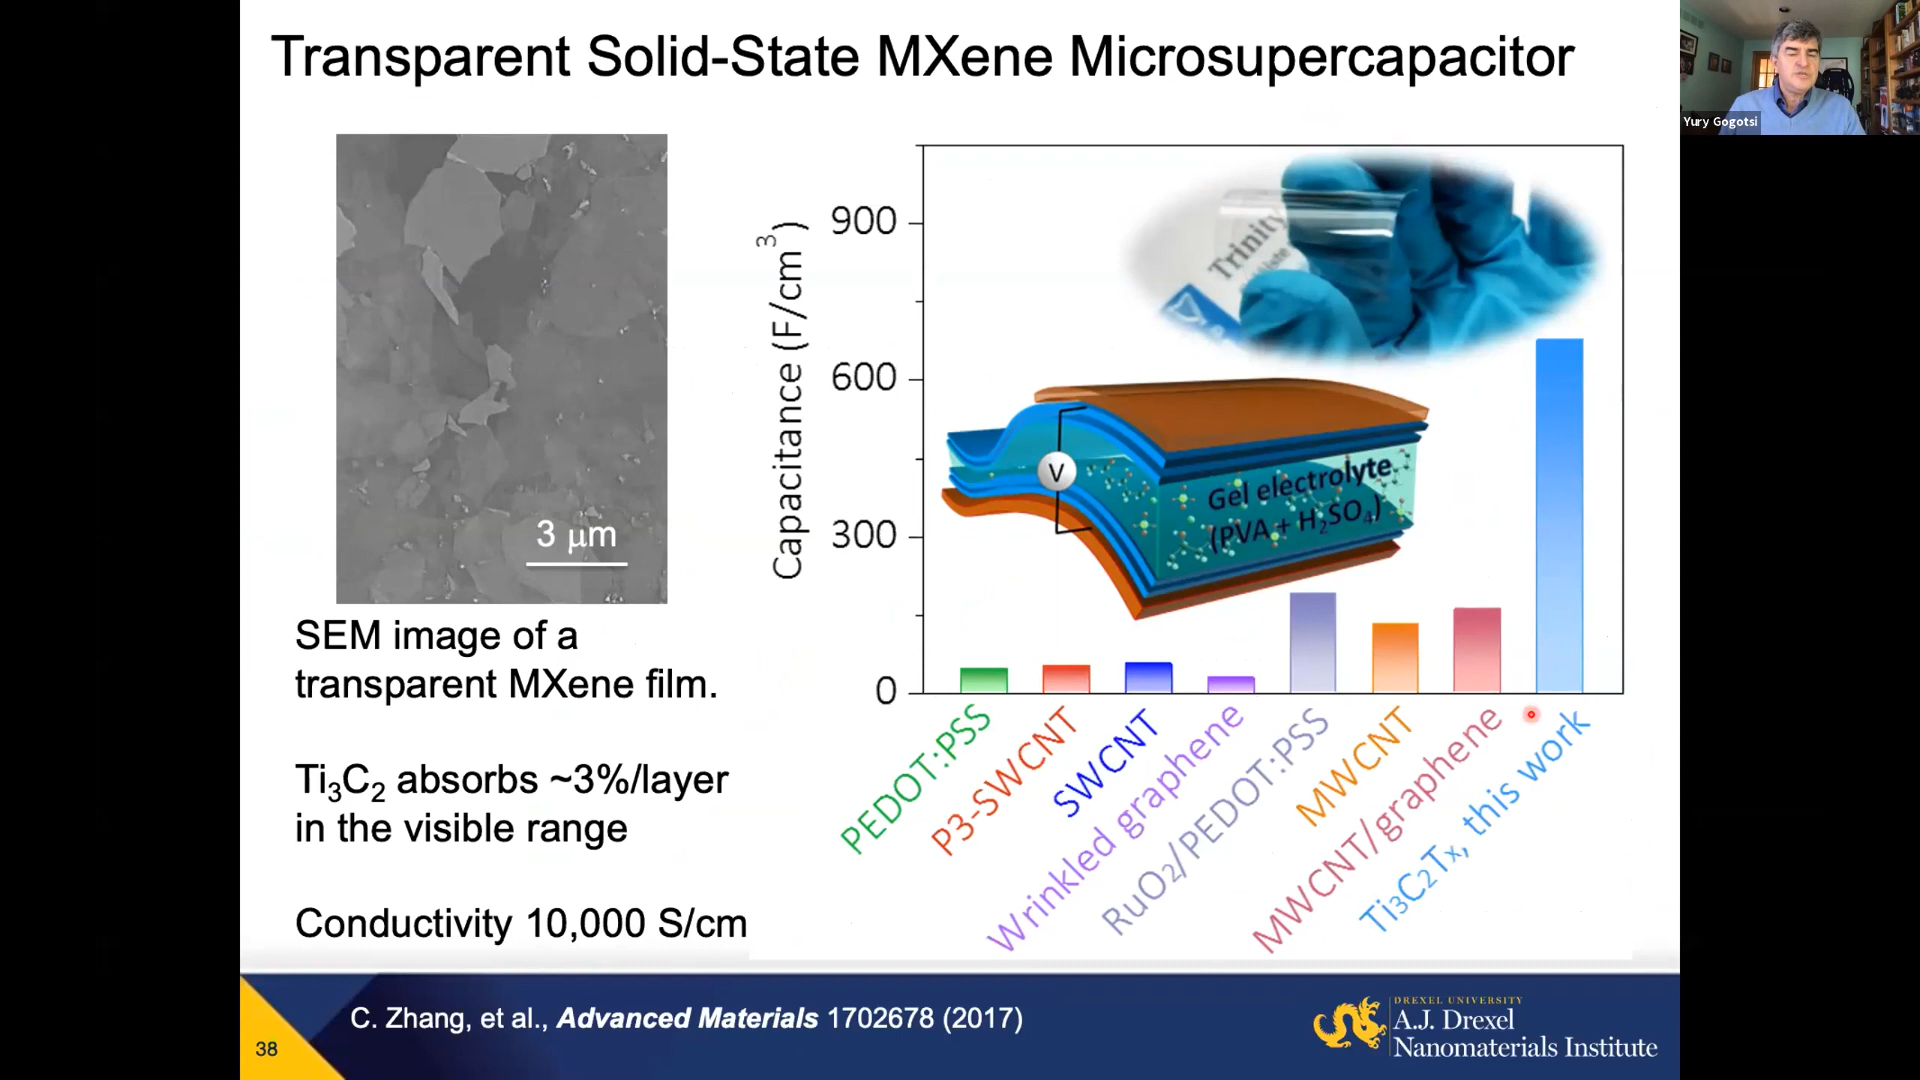 Transparent Solid-State MXene Microsupercapacitor
Yury Gogotsi
3 μm
SEM image of a
transparent MXene film.
Ti₃C₂ absorbs ~3%/layer
in the visible range
Conductivity 10,000 S/cm
Capacitance (F/cm³)
900
600
300
0
Trinity
V
Gel electrolyte
(PVA + H₂SO₄)
PEDOT:PSS
P3-SWCNT
SWCNT
Wrinkled graphene
RuO₂/PEDOT:PSS
MWCNT
MWCNT/graphene
Ti₃C₂Tₓ, this work
38
C. Zhang, et al., Advanced Materials 1702678 (2017)
DREXEL UNIVERSITY
A.J. Drexel
Nanomaterials Institute